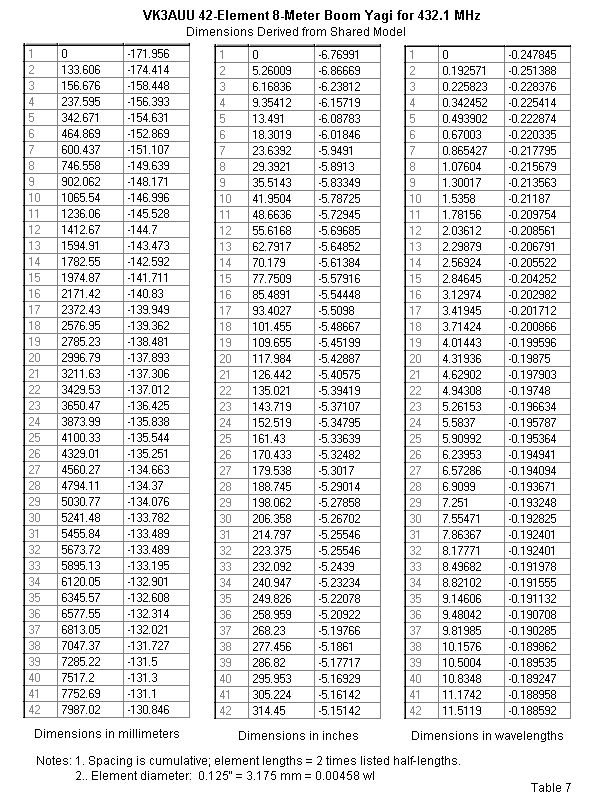 VK3AUU 42-Element 8-Meter Boom Yagi for 432.1 MHz
Dimensions Derived from Shared Model
1 0 -171.956 1 0 -6.76991 1 0 -0.247845
2 133.606 -174.414 2 5.26009 -6.86669 2 0.192571 -0.251388
3 156.676 -158.448 3 6.16836 -6.23812 3 0.225823 -0.228376
4 237.595 -156.393 4 9.35412 -6.15719 4 0.342452 -0.225414
5 342.671 -154.631 5 13.491 -6.08783 5 0.493902 -0.222874
6 464.869 -152.869 6 18.3019 -6.01846 6 0.67003 -0.220335
7 600.437 -151.107 7 23.6392 -5.9491 7 0.865427 -0.217795
8 746.558 -149.639 8 29.3921 -5.8913 8 1.07604 -0.215679
9 902.062 -148.171 9 35.5143 -5.83349 9 1.30017 -0.213563
10 1065.54 -146.996 10 41.9504 -5.78725 10 1.5358 -0.21187
11 1236.06 -145.528 11 48.6636 -5.72945 11 1.78156 -0.209754
12 1412.67 -144.7 12 55.6168 -5.69685 12 2.03612 -0.208561
13 1594.91 -143.473 13 62.7917 -5.64852 13 2.29879 -0.206791
14 1782.55 -142.592 14 70.179 -5.61384 14 2.56924 -0.205522
15 1974.87 -141.711 15 77.7509 -5.57916 15 2.84645 -0.204252
16 2171.42 -140.83 16 85.4891 -5.54448 16 3.12974 -0.202982
17 2372.43 -139.949 17 93.4027 -5.5098 17 3.41945 -0.201712
18 2576.95 -139.362 18 101.455 -5.48667 18 3.71424 -0.200866
19 2785.23 -138.481 19 109.655 -5.45199 19 4.01443 -0.199596
20 2996.79 -137.893 20 117.984 -5.42887 20 4.31936 -0.19875
21 3211.63 -137.306 21 126.442 -5.40575 21 4.62902 -0.197903
22 3429.53 -137.012 22 135.021 -5.39419 22 4.94308 -0.19748
23 3650.47 -136.425 23 143.719 -5.37107 23 5.26153 -0.196634
24 3873.99 -135.838 24 152.519 -5.34795 24 5.5837 -0.195787
25 4100.33 -135.544 25 161.43 -5.33639 25 5.90992 -0.195364
26 4329.01 -135.251 26 170.433 -5.32482 26 6.23953 -0.194941
27 4560.27 -134.663 27 179.538 -5.3017 27 6.57286 -0.194094
28 4794.11 -134.37 28 188.745 -5.29014 28 6.9099 -0.193671
29 5030.77 -134.076 29 198.062 -5.27858 29 7.251 -0.193248
30 5241.48 -133.782 30 206.358 -5.26702 30 7.55471 -0.192825
31 5455.84 -133.489 31 214.797 -5.25546 31 7.86367 -0.192401
32 5673.72 -133.489 32 223.375 -5.25546 32 8.17771 -0.192401
33 5895.13 -133.195 33 232.092 -5.2439 33 8.49682 -0.191978
34 6120.05 -132.901 34 240.947 -5.23234 34 8.82102 -0.191555
35 6345.57 -132.608 35 249.826 -5.22078 35 9.14606 -0.191132
36 6577.55 -132.314 36 258.959 -5.20922 36 9.48042 -0.190708
37 6813.05 -132.021 37 268.23 -5.19766 37 9.81985 -0.190285
38 7047.37 -131.727 38 277.456 -5.1861 38 10.1576 -0.189862
39 7285.22 -131.5 39 286.82 -5.17717 39 10.5004 -0.189535
40 7517.2 -131.3 40 295.953 -5.16929 40 10.8348 -0.189247
41 7752.69 -131.1 41 305.224 -5.16142 41 11.1742 -0.188958
42 7987.02 -130.846 42 314.45 -5.15142 42 11.5119 -0.188592
Dimensions in millimeters Dimensions in inches Dimensions in wavelengths
Notes: 1. Spacing is cumulative; element lengths = 2 times listed half-lengths.
2.. Element diameter: 0.125" = 3.175 mm = 0.00458 wl
Table 7